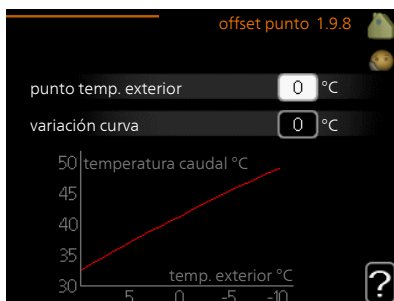 offset punto 1.9.8
punto temp. exterior 0 °C
variación curva 0 °C
50 temperatura caudal °C
45
40
35
30 temp. exterior °C
5 0 -5 -10
?